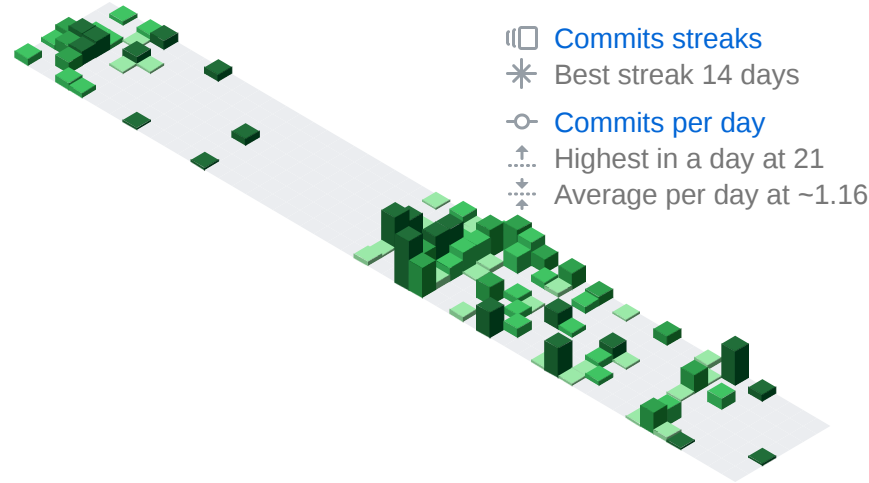 Commits streaks
Best streak 14 days
Commits per day
Highest in a day at 21
Average per day at ~1.16